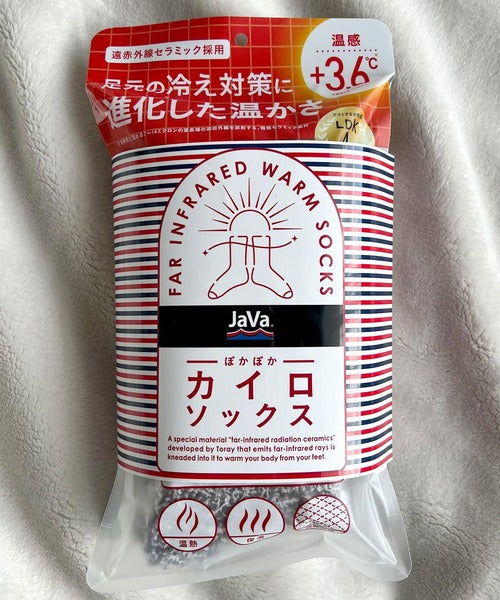 遠赤外線セラミック採用
温感
+3.6℃
足元の冷え対策に
進化した温かさ
LDK
FAR INFRARED WARM SOCKS
JaVa
ぽかぽか
カイロ
ソックス
A special material "far-infrared radiation ceramics"
developed by Toray that emits far-infrared rays is
kneaded into it to warm your body from your feet.
温熱